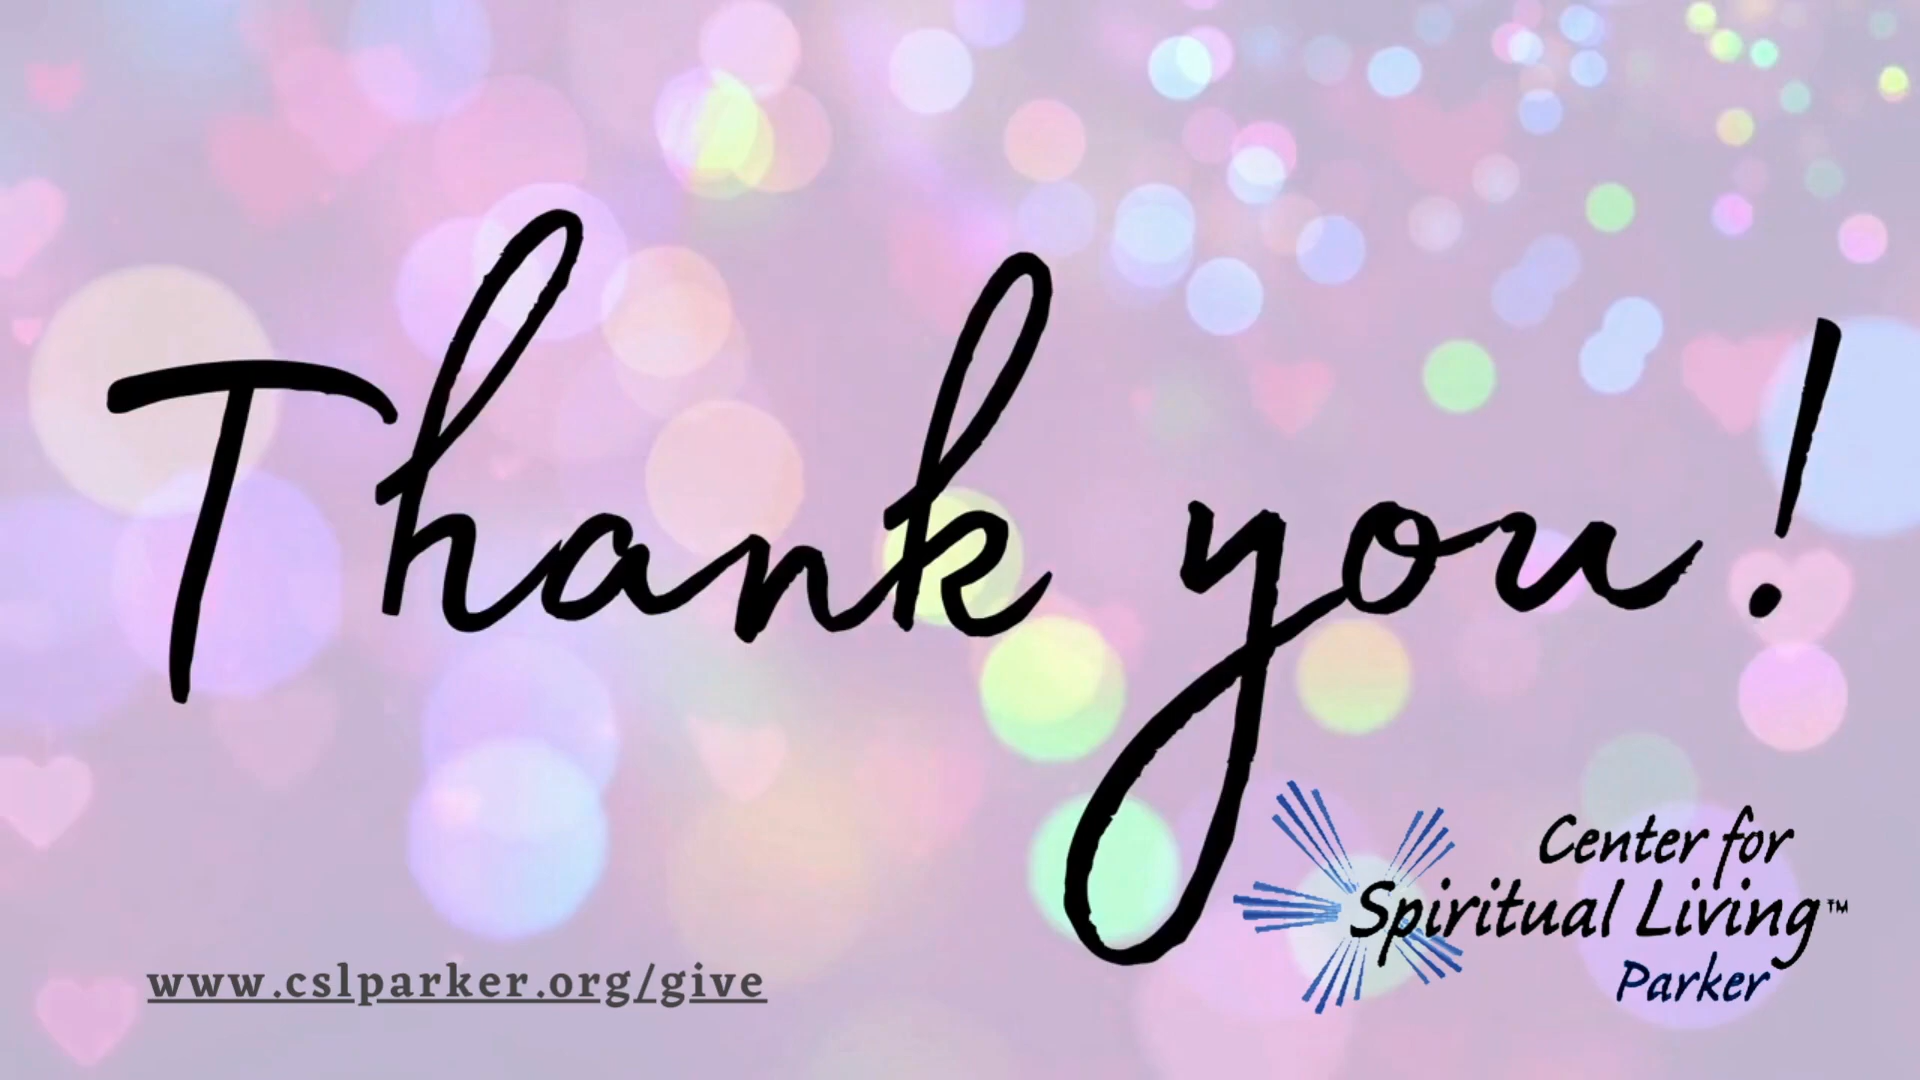 Thank you!
Center for
Spiritual Living™
Parker
www.cslparker.org/give